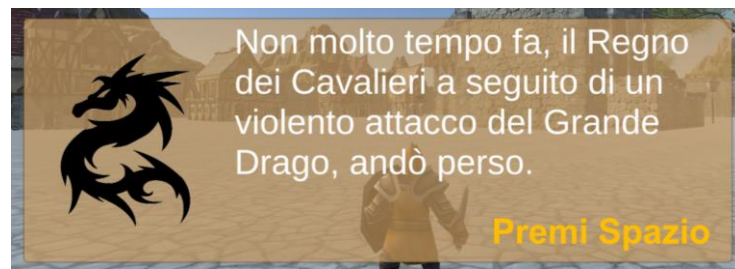 Non molto tempo fa, il Regno
dei Cavalieri a seguito di un
violento attacco del Grande
Drago, andò perso.
Premi Spazio